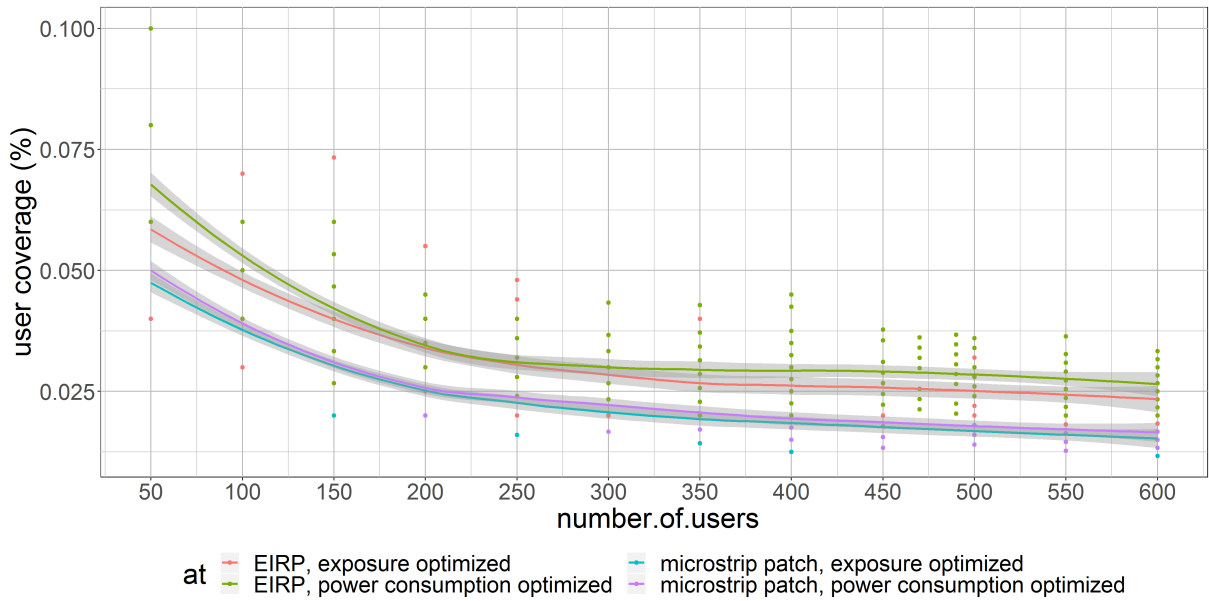 user coverage (%)
0.100
0.075
0.050
0.025
50 100 150 200 250 300 350 400 450 500 550 600
number.of.users
at
EIRP, exposure optimized
EIRP, power consumption optimized
microstrip patch, exposure optimized
microstrip patch, power consumption optimized